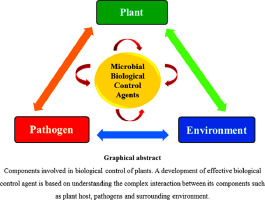 Plant
Microbial
Biological
Control
Agents
Pathogen
Environment
Graphical abstract
Components involved in biological control of plants. A development of effective biological
control agent is based on understanding the complex interaction between its components such
as plant host, pathogens and surrounding environment.